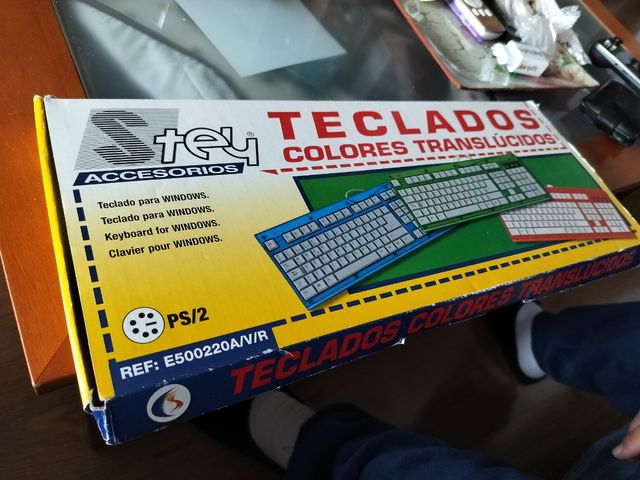 Stey®
ACCESORIOS
TECLADOS
COLORES TRANSLÚCIDOS
Teclado para WINDOWS.
Teclado para WINDOWS.
Keyboard for WINDOWS.
Clavier pour WINDOWS.
PS/2
REF: E500220A/V/R
TECLADOS COLORES TRANSLUCIDOS